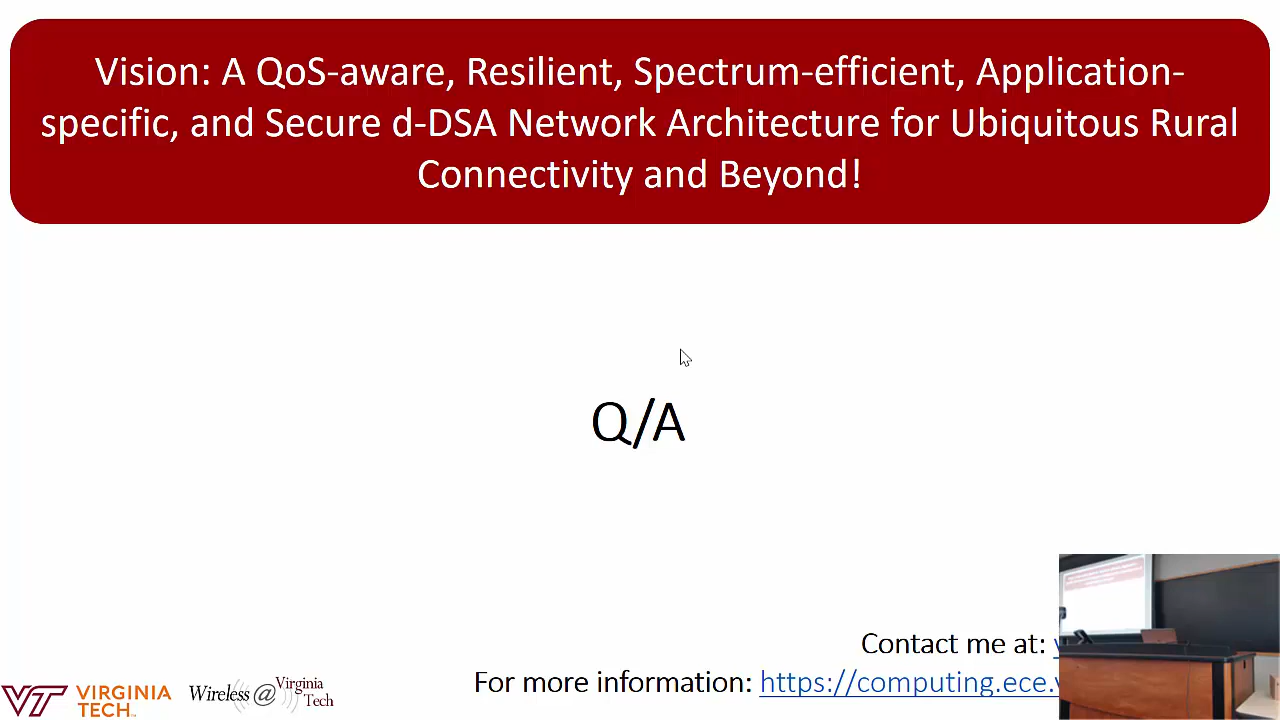 Vision: A QoS-aware, Resilient, Spectrum-efficient, Application-
specific, and Secure d-DSA Network Architecture for Ubiquitous Rural
Connectivity and Beyond!
Q/A
Contact me at:
For more information: https://computing.ece.
VT VIRGINIA TECH
Wireless @ Virginia Tech